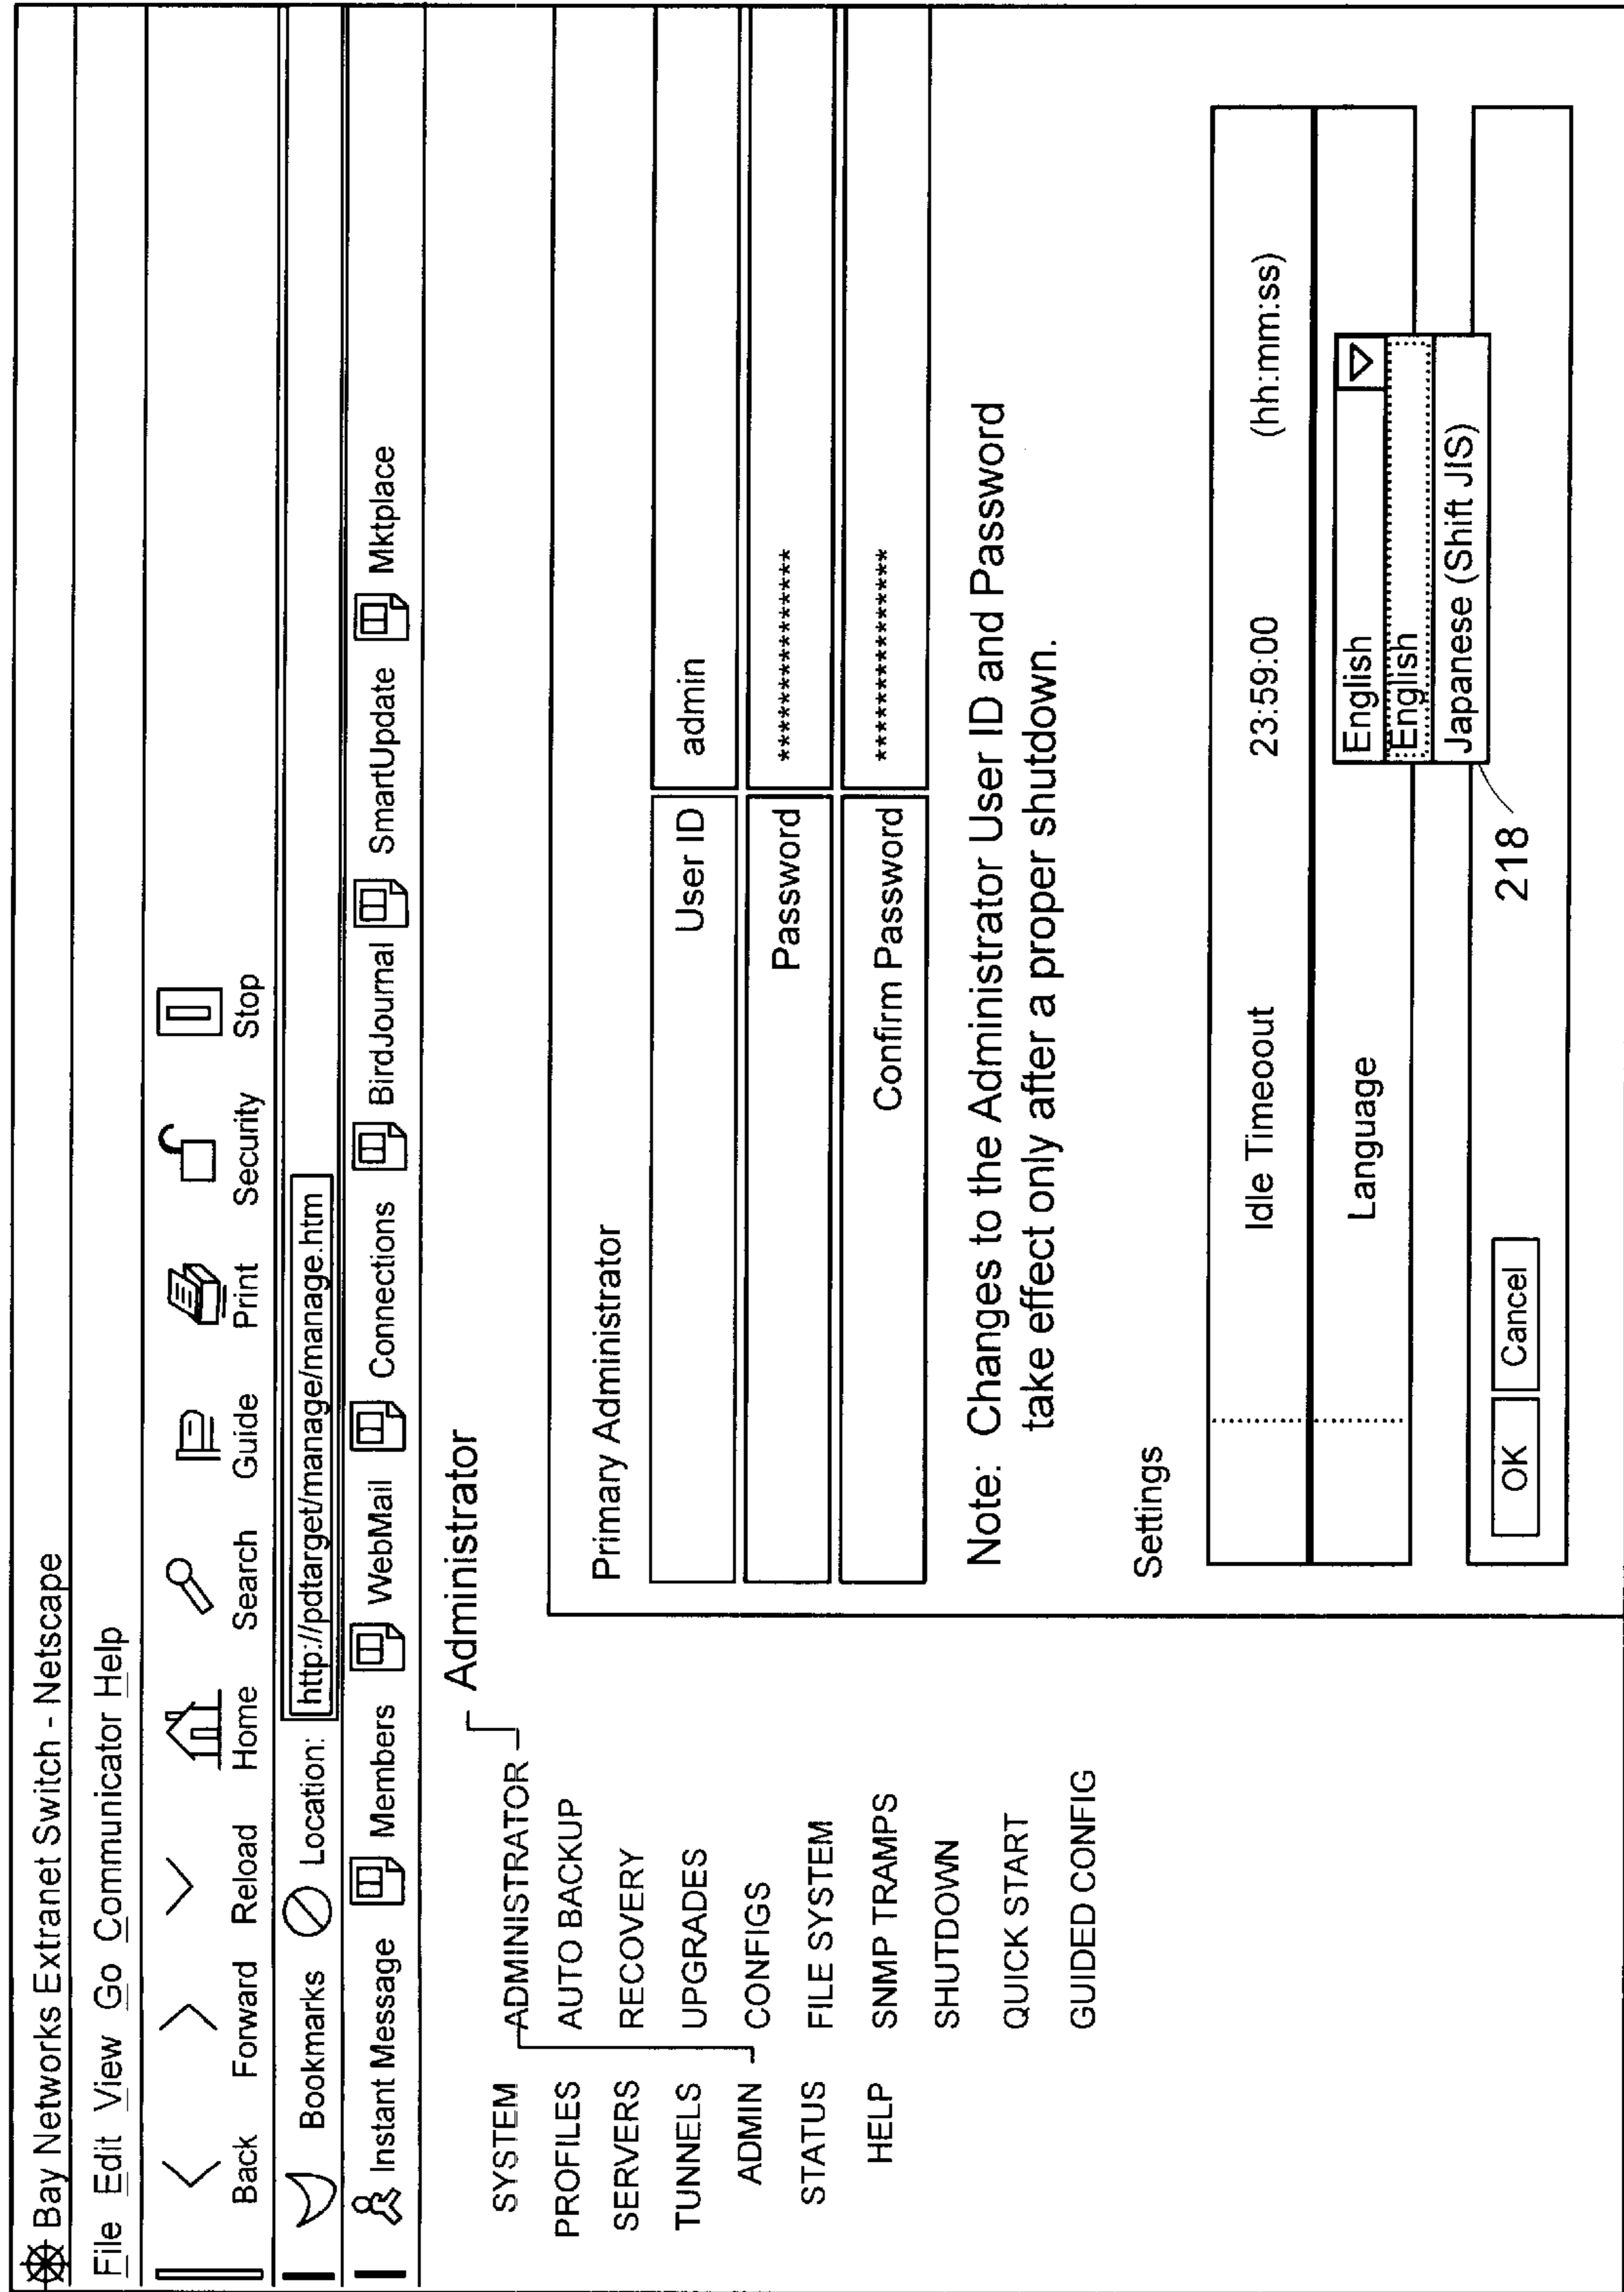 Bay Networks Extranet Switch - Netscape
File Edit View Go Communicator Help
Back Forward Reload Home Search Guide Print Security Stop
Bookmarks Location: http://pdtarget/manage/manage.htm
Instant Message Members WebMail Connections BirdJournal SmartUpdate Mktplace
Administrator
SYSTEM
PROFILES
SERVERS
TUNNELS
ADMIN
STATUS
HELP
ADMINISTRATOR
AUTO BACKUP
RECOVERY
UPGRADES
CONFIGS
FILE SYSTEM
SNMP TRAMPS
SHUTDOWN
QUICK START
GUIDED CONFIG
Primary Administrator
User ID admin
Password *************
Confirm Password *************
Note: Changes to the Administrator User ID and Password
take effect only after a proper shutdown.
Settings
Idle Timeoout 23:59:00 (hh:mm:ss)
Language English
English
Japanese (Shift JIS)
218
OK Cancel